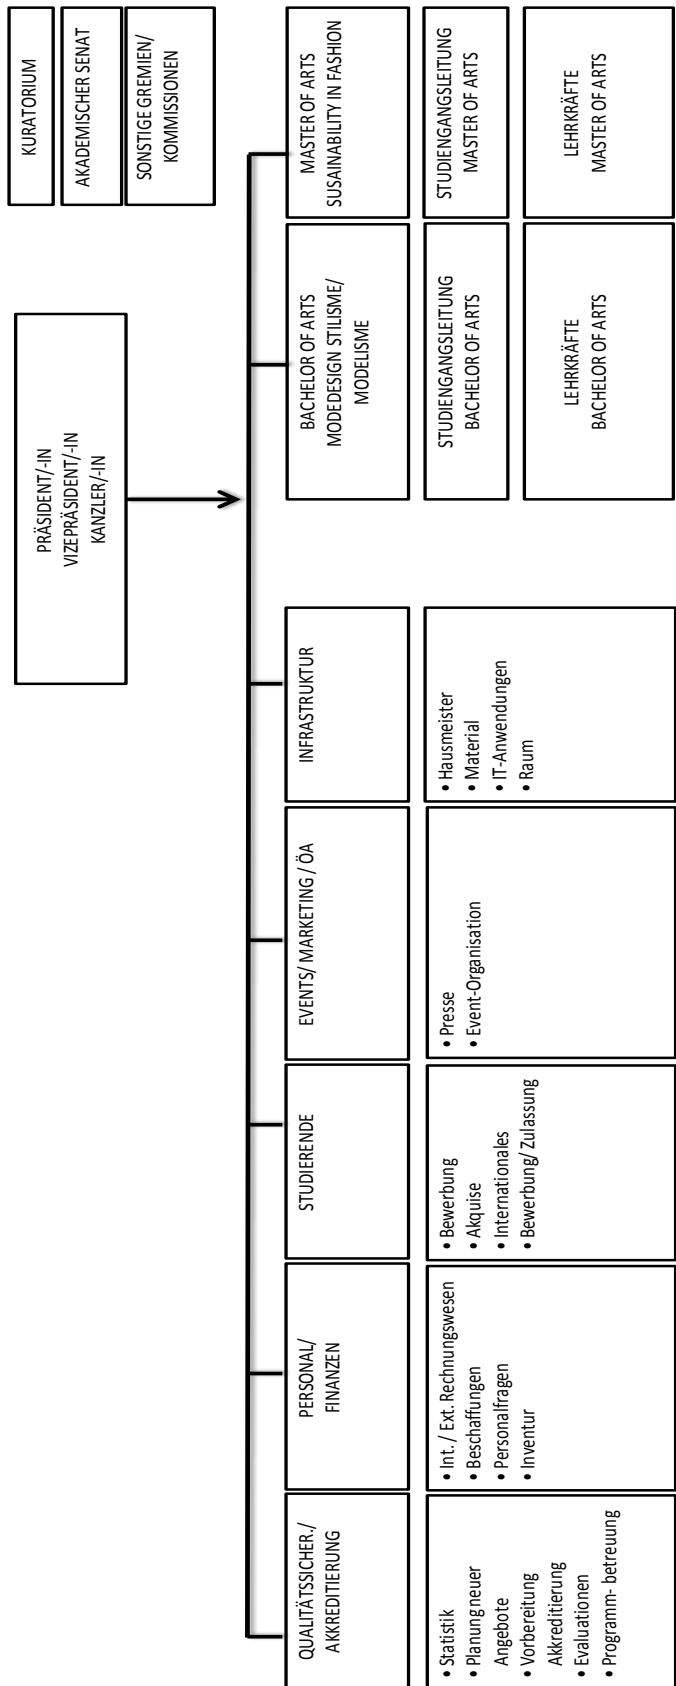 PRÄSIDENT/-IN
VIZEPRÄSIDENT/-IN
KANZLER/-IN
KURATORIUM
AKADEMISCHER SENAT
SONSTIGE GREMIEN/
KOMMISSIONEN
QUALITÄTSSICHER./
AKKREDITIERUNG
PERSONAL/
FINANZEN
STUDIERENDE
EVENTS/ MARKETING / ÖA
INFRASTRUKTUR
BACHELOR OF ARTS
MODEDESIGN STILISME/
MODELISME
MASTER OF ARTS
SUSAINABILITY IN FASHION
• Statistik
• Planung neuer
Angebote
• Vorbereitung
Akkreditierung
• Evaluationen
• Programm- betreuung
• Int. / Ext. Rechnungswesen
• Beschaffungen
• Personalfragen
• Inventur
• Bewerbung
• Akquise
• Internationales
• Bewerbung/ Zulassung
• Presse
• Event-Organisation
• Hausmeister
• Material
• IT-Anwendungen
• Raum
STUDIENGANGSLEITUNG
BACHELOR OF ARTS
STUDIENGANGSLEITUNG
MASTER OF ARTS
LEHRKRÄFTE
BACHELOR OF ARTS
LEHRKRÄFTE
MASTER OF ARTS